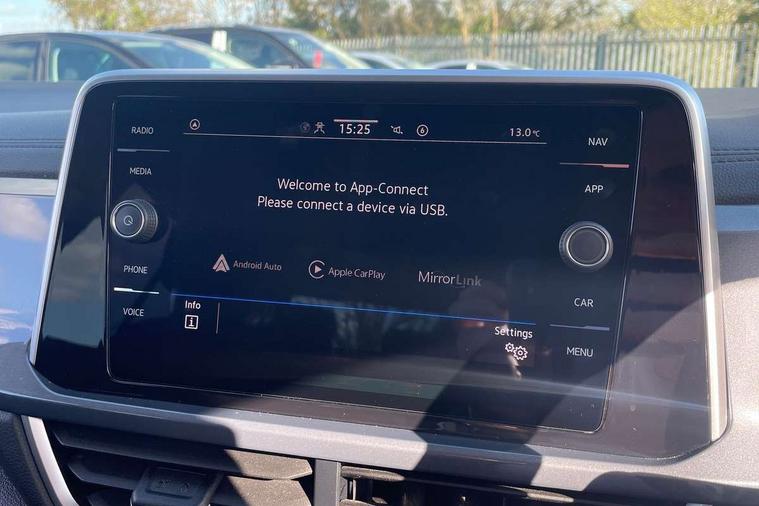 RADIO
MEDIA
PHONE
VOICE
15:25
6
13.0°C
Welcome to App-Connect
Please connect a device via USB.
Android Auto
Apple CarPlay
MirrorLink
Info
i
Settings
NAV
APP
CAR
MENU